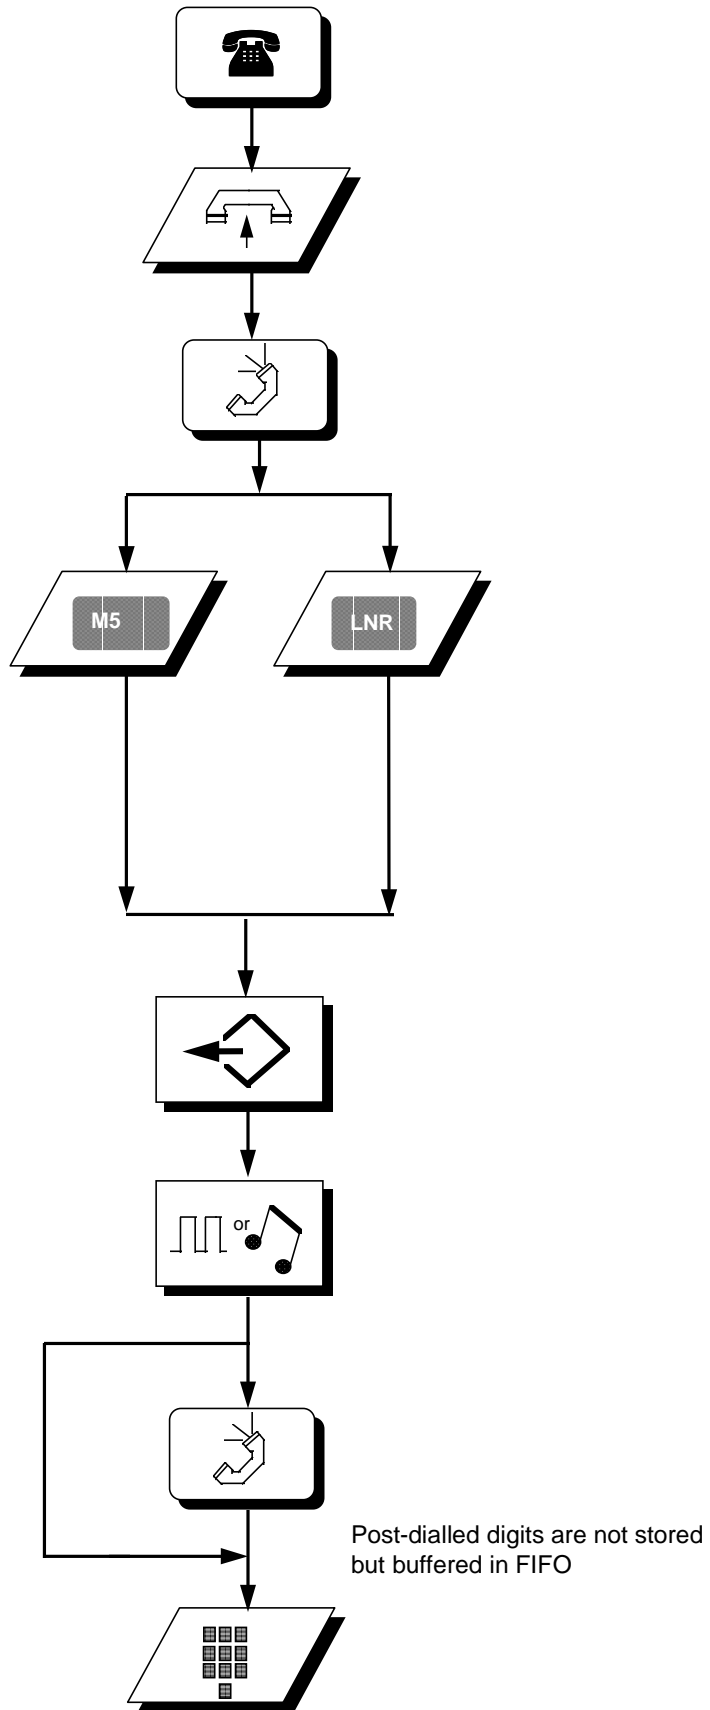 M5
LNR
or
Post-dialled digits are not stored
but buffered in FIFO